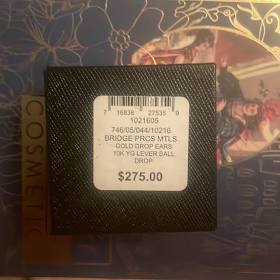 COSMETIC
7 16836 27535 9
1021605
746/05/044/10216
BRIDGE PRCS MTLS
GOLD DROP EARS
10K YG LEVER BALL
DROP
$275.00